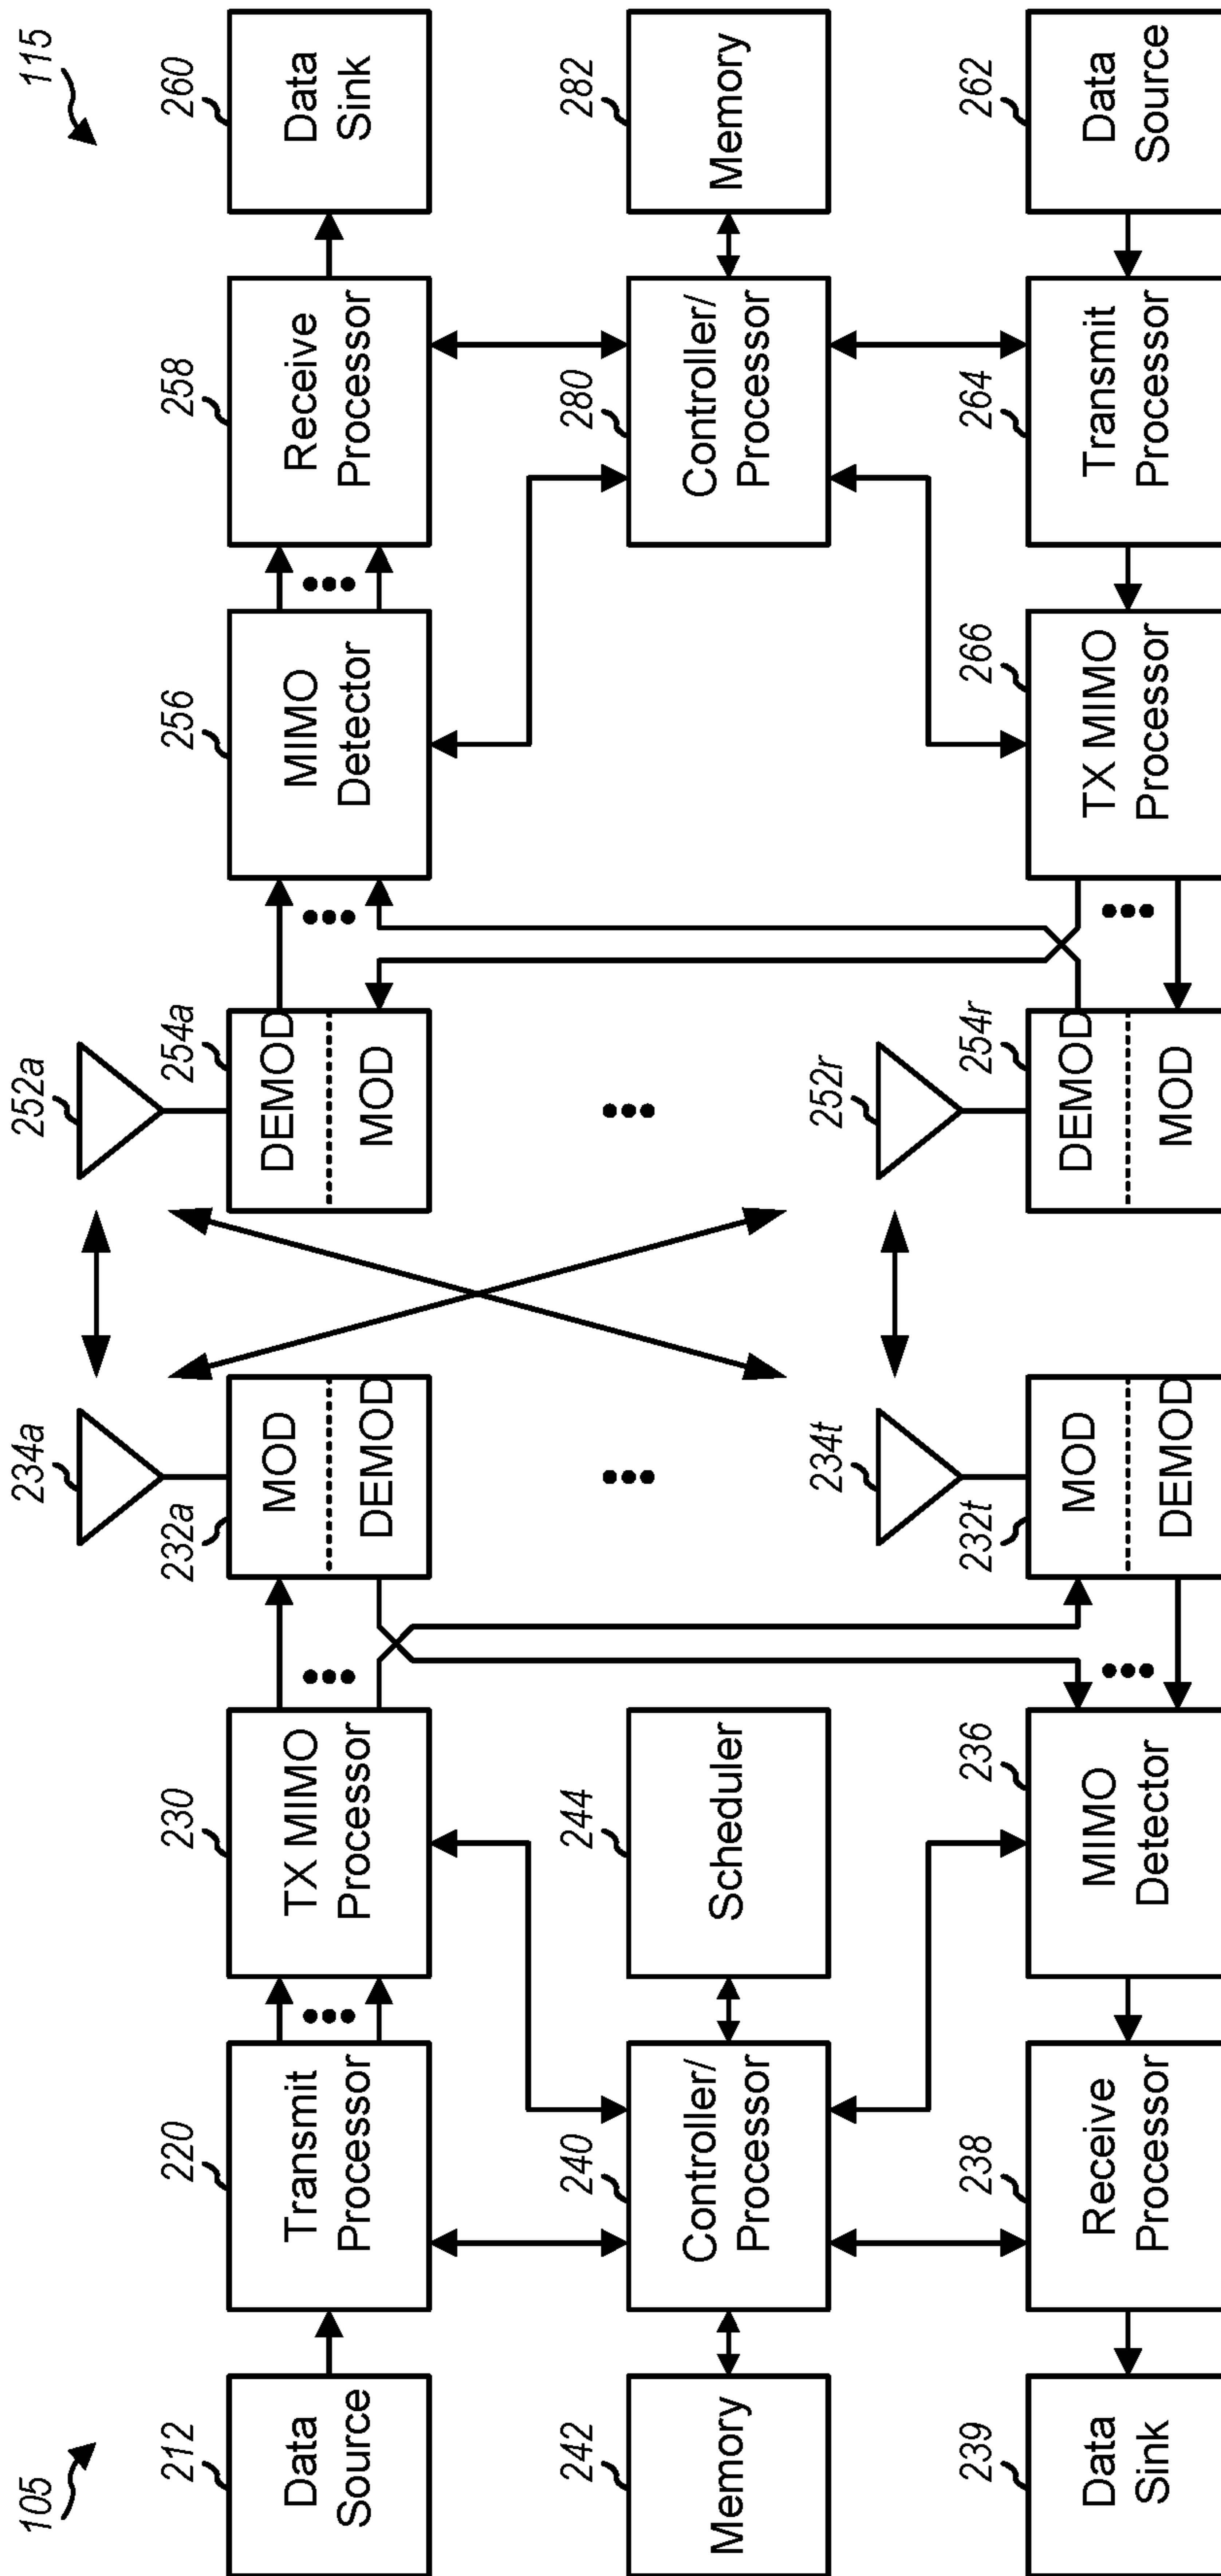 105
115
212
Data
Source
220
Transmit
Processor
230
TX MIMO
Processor
234a
232a
MOD
DEMOD
252a
254a
DEMOD
MOD
256
MIMO
Detector
258
Receive
Processor
260
Data
Sink
242
Memory
240
Controller/
Processor
244
Scheduler
280
Controller/
Processor
282
Memory
239
Data
Sink
238
Receive
Processor
236
MIMO
Detector
234t
232t
MOD
DEMOD
252r
254r
DEMOD
MOD
266
TX MIMO
Processor
264
Transmit
Processor
262
Data
Source